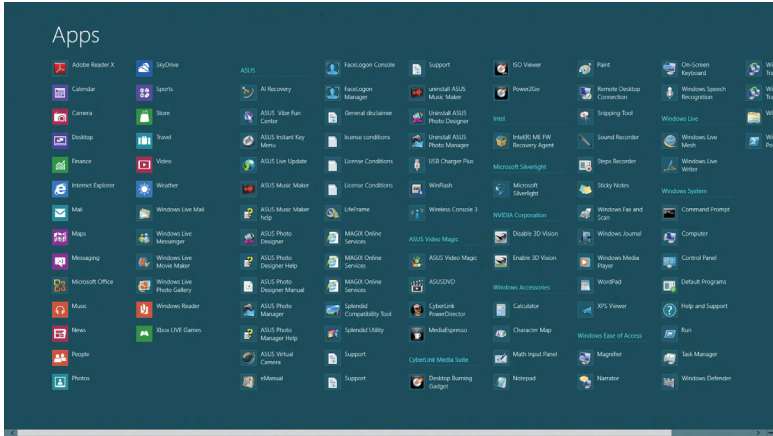 Apps
Adobe Reader X
Calendar
Camera
Desktop
Finance
Internet Explorer
Mail
Maps
Messaging
Microsoft Office
Music
News
People
Photos
SkyDrive
Sports
Store
Travel
Video
Weather
Windows Live Mail
Windows Live
Messenger
Windows Live
Movie Maker
Windows Live
Photo Gallery
Windows Reader
Xbox LIVE Games
ASUS
AI Recovery
ASUS Vibe Fun
Center
ASUS Instant Key
Menu
ASUS Live Update
ASUS Music Maker
ASUS Music Maker
help
ASUS Photo
Designer
ASUS Photo
Designer Help
ASUS Photo
Designer Manual
ASUS Photo
Manager
ASUS Photo
Manager Help
ASUS Virtual
Camera
eManual
FaceLogon Console
FaceLogon
Manager
General disclaimer
license conditions
License Conditions
License Conditions
LifeFrame
MAGIX Online
Services
MAGIX Online
Services
MAGIX Online
Services
Splendid
Compatibility Tool
Splendid Utility
Support
Support
Support
uninstall ASUS
Music Maker
Uninstall ASUS
Photo Designer
Uninstall ASUS
Photo Manager
USB Charger Plus
WinFlash
Wireless Console 3
ASUS Video Magic
ASUS Video Magic
ASUSDVD
CyberLink
PowerDirector
MediaEspresso
CyberLink Media Suite
Desktop Burning
Gadget
ISO Viewer
Power2Go
Intel
Intel(R) ME FW
Recovery Agent
Microsoft Silverlight
Microsoft
Silverlight
NVIDIA Corporation
Disable 3D Vision
Enable 3D Vision
Windows Accessories
Calculator
Character Map
Math Input Panel
Notepad
Paint
Remote Desktop
Connection
Snipping Tool
Sound Recorder
Steps Recorder
Sticky Notes
Windows Fax and
Scan
Windows Journal
Windows Media
Player
WordPad
XPS Viewer
Windows Ease of Access
Magnifier
Narrator
On-Screen
Keyboard
Windows Speech
Recognition
Windows Live
Windows Live
Mesh
Windows Live
Writer
Windows System
Command Prompt
Computer
Control Panel
Default Programs
Help and Support
Run
Task Manager
Windows Defender